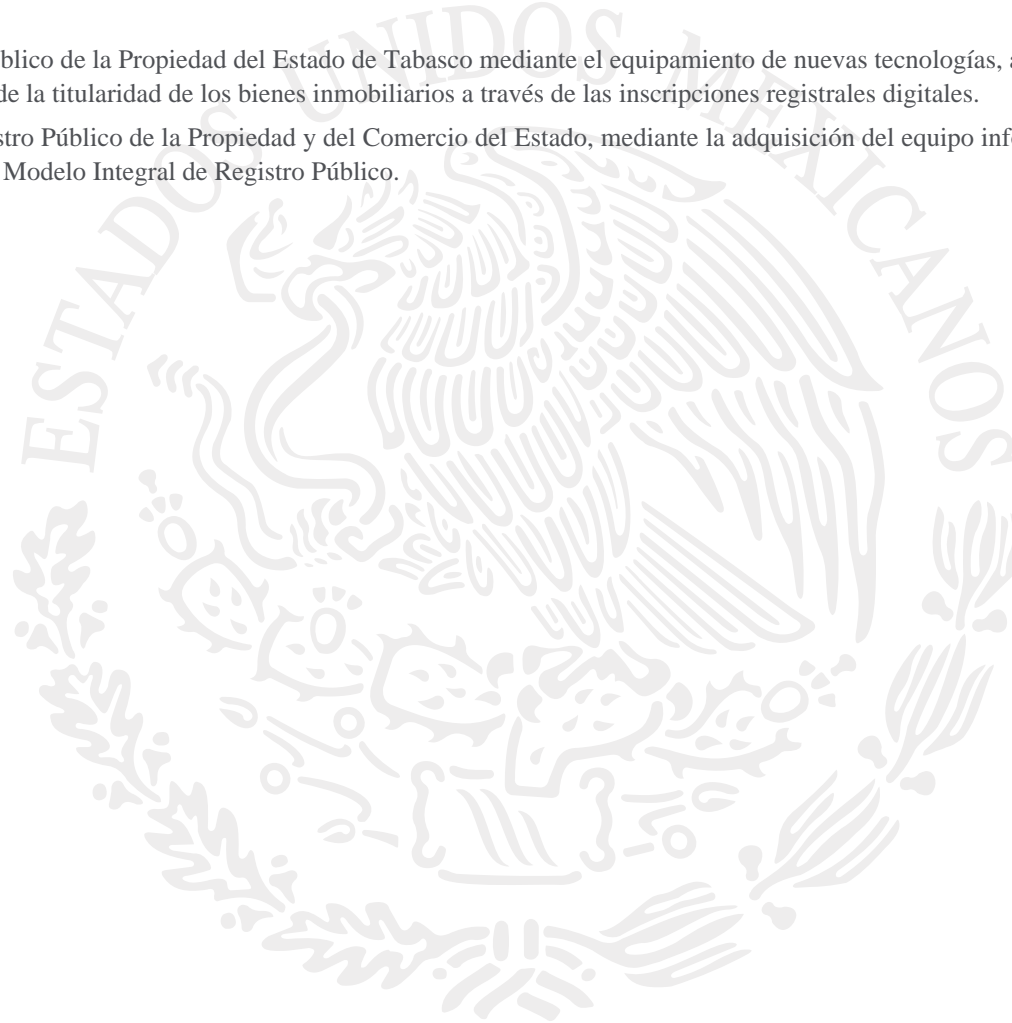 blico de la Propiedad del Estado de Tabasco mediante el equipamiento de nuevas tecnologías, a
de la titularidad de los bienes inmobiliarios a través de las inscripciones registrales digitales.
stro Público de la Propiedad y del Comercio del Estado, mediante la adquisición del equipo info
Modelo Integral de Registro Público.
ESTADOS UNIDOS MEXICANOS